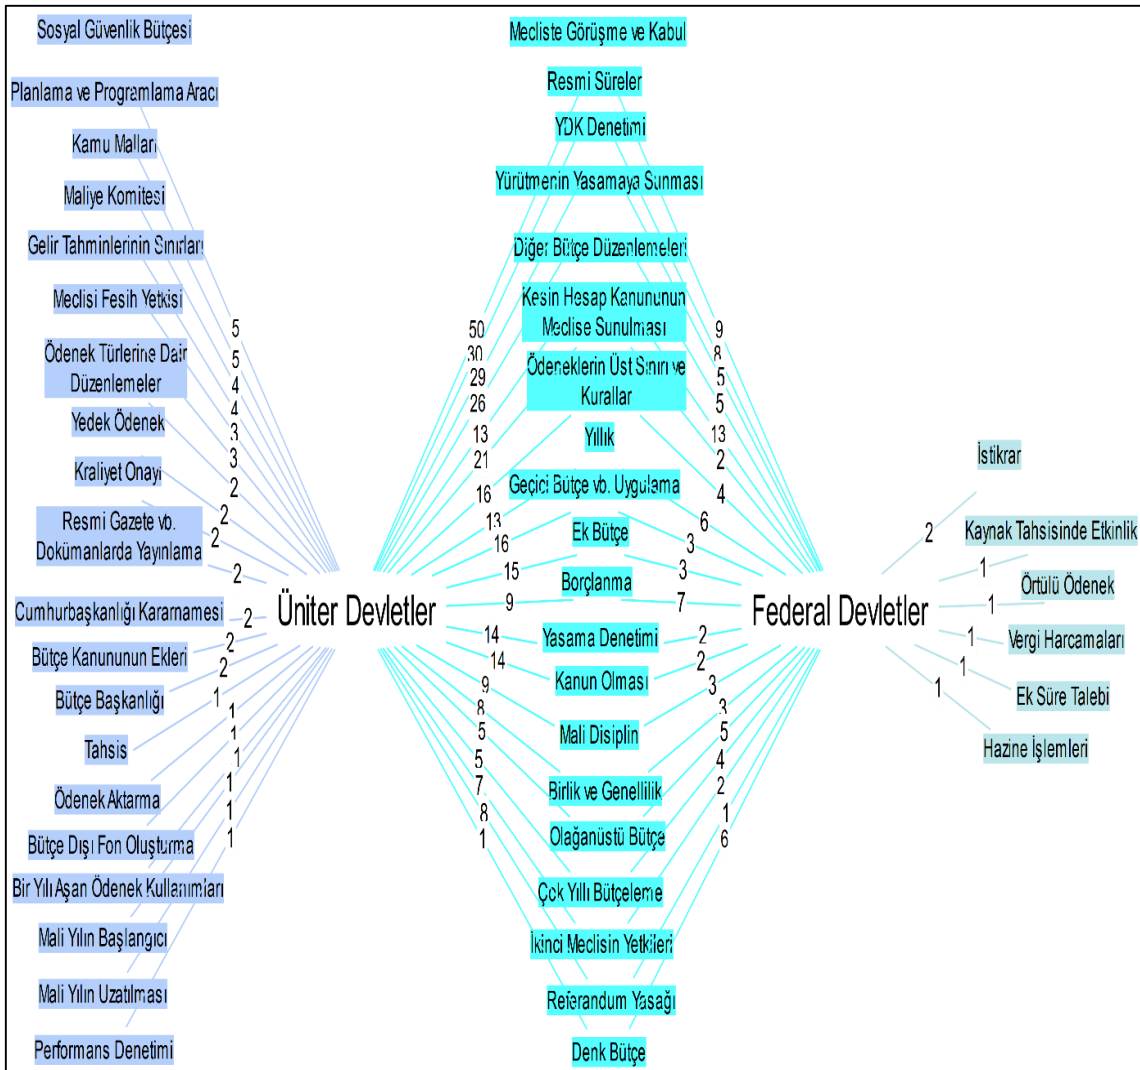 Sosyal Güvenlik Bütçesi
Planlama ve Programlama Aracı
Kamu Malları
Maliye Komitesi
Gelir Tahminlerinin Sınırları
Meclisi Fesih Yetkisi
Ödenek Türlerine Dair
Düzenlemeler
Yedek Ödenek
Kraliyet Onayi
Resmi Gazete vb.
Dokümanlarda Yayınlama
Cumhurbaşkanlığı Kararnamesi
Bütçe Kanununun Ekleri
Bütçe Başkanlığı
Tahsis
Ödenek Aktarma
Bütçe Dışı Fon Oluşturma
Bir Yılı Aşan Ödenek Kullanımları
Mali Yılın Başlangıcı
Mali Yılın Uzatılması
Performans Denetimi
5
5
4
4
3
3
2
2
2
2
2
2
2
1
1
1
1
1
1
1
Üniter Devletler
50
30
29
26
13
21
16
13
16
15
9
14
14
9
8
5
5
7
8
1
Mecliste Görüşme ve Kabul
Resmi Süreler
YDK Denetimi
Yürütmenin Yasamaya Sunması
Diğer Bütçe Düzenlemeleri
Kesin Hesap Kanununun
Meclise Sunulması
Ödeneklerin Üst Sınırı ve
Kurallar
Yıllık
Geçici Bütçe vb. Uygulama
Ek Bütçe
Borçlanma
Yasama Denetimi
Kanun Olması
Mali Disiplin
Birlik ve Genellilik
Olağanüstü Bütçe
Çok Yıllı Bütçeleme
İkinci Meclisin Yetkileri
Referandum Yasağı
Denk Bütçe
9
8
5
5
13
2
4
6
3
3
7
2
2
3
3
5
4
2
1
6
Federal Devletler
2
1
1
1
1
1
İstikrar
Kaynak Tahsisinde Etkinlik
Örtülü Ödenek
Vergi Harcamaları
Ek Süre Talebi
Hazine İşlemleri